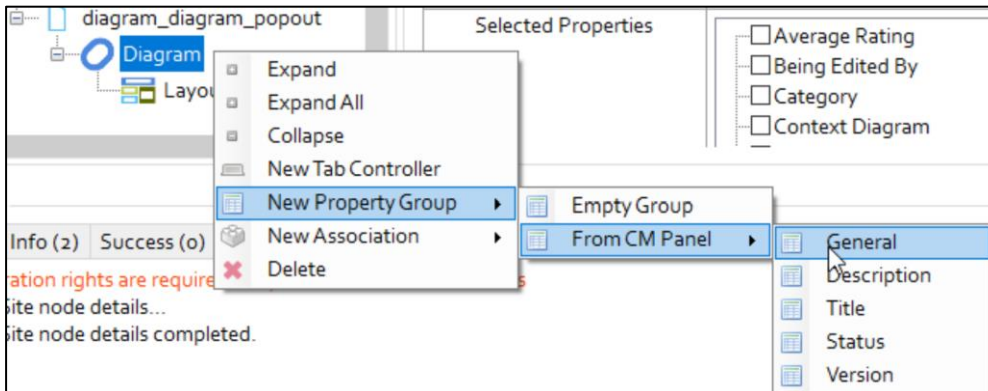 diagram_diagram_popout
Diagram
Layou
Selected Properties
Average Rating
Being Edited By
Category
Context Diagram
Expand
Expand All
Collapse
New Tab Controller
New Property Group
New Association
Delete
Empty Group
From CM Panel
General
Description
Title
Status
Version
Info (2) Success (0)
ration rights are require
s
Site node details...
Site node details completed.